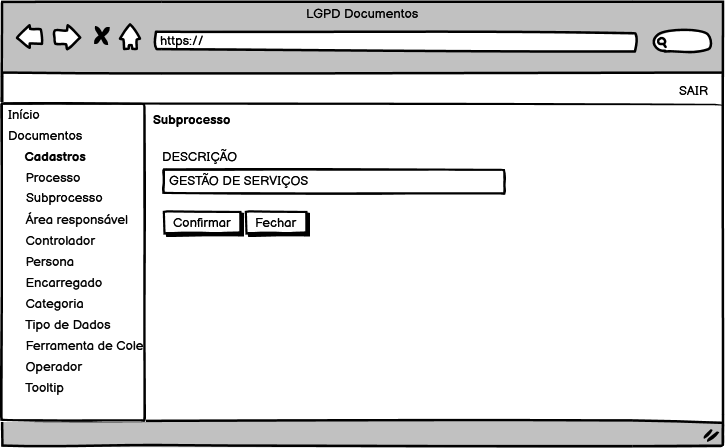 LGPD Documentos
https://
SAIR
Início
Documentos
Cadastros
Processo
Subprocesso
Área responsável
Controlador
Persona
Encarregado
Categoria
Tipo de Dados
Ferramenta de Cole
Operador
Tooltip
Subprocesso
DESCRIÇÃO
GESTÃO DE SERVIÇOS
Confirmar Fechar